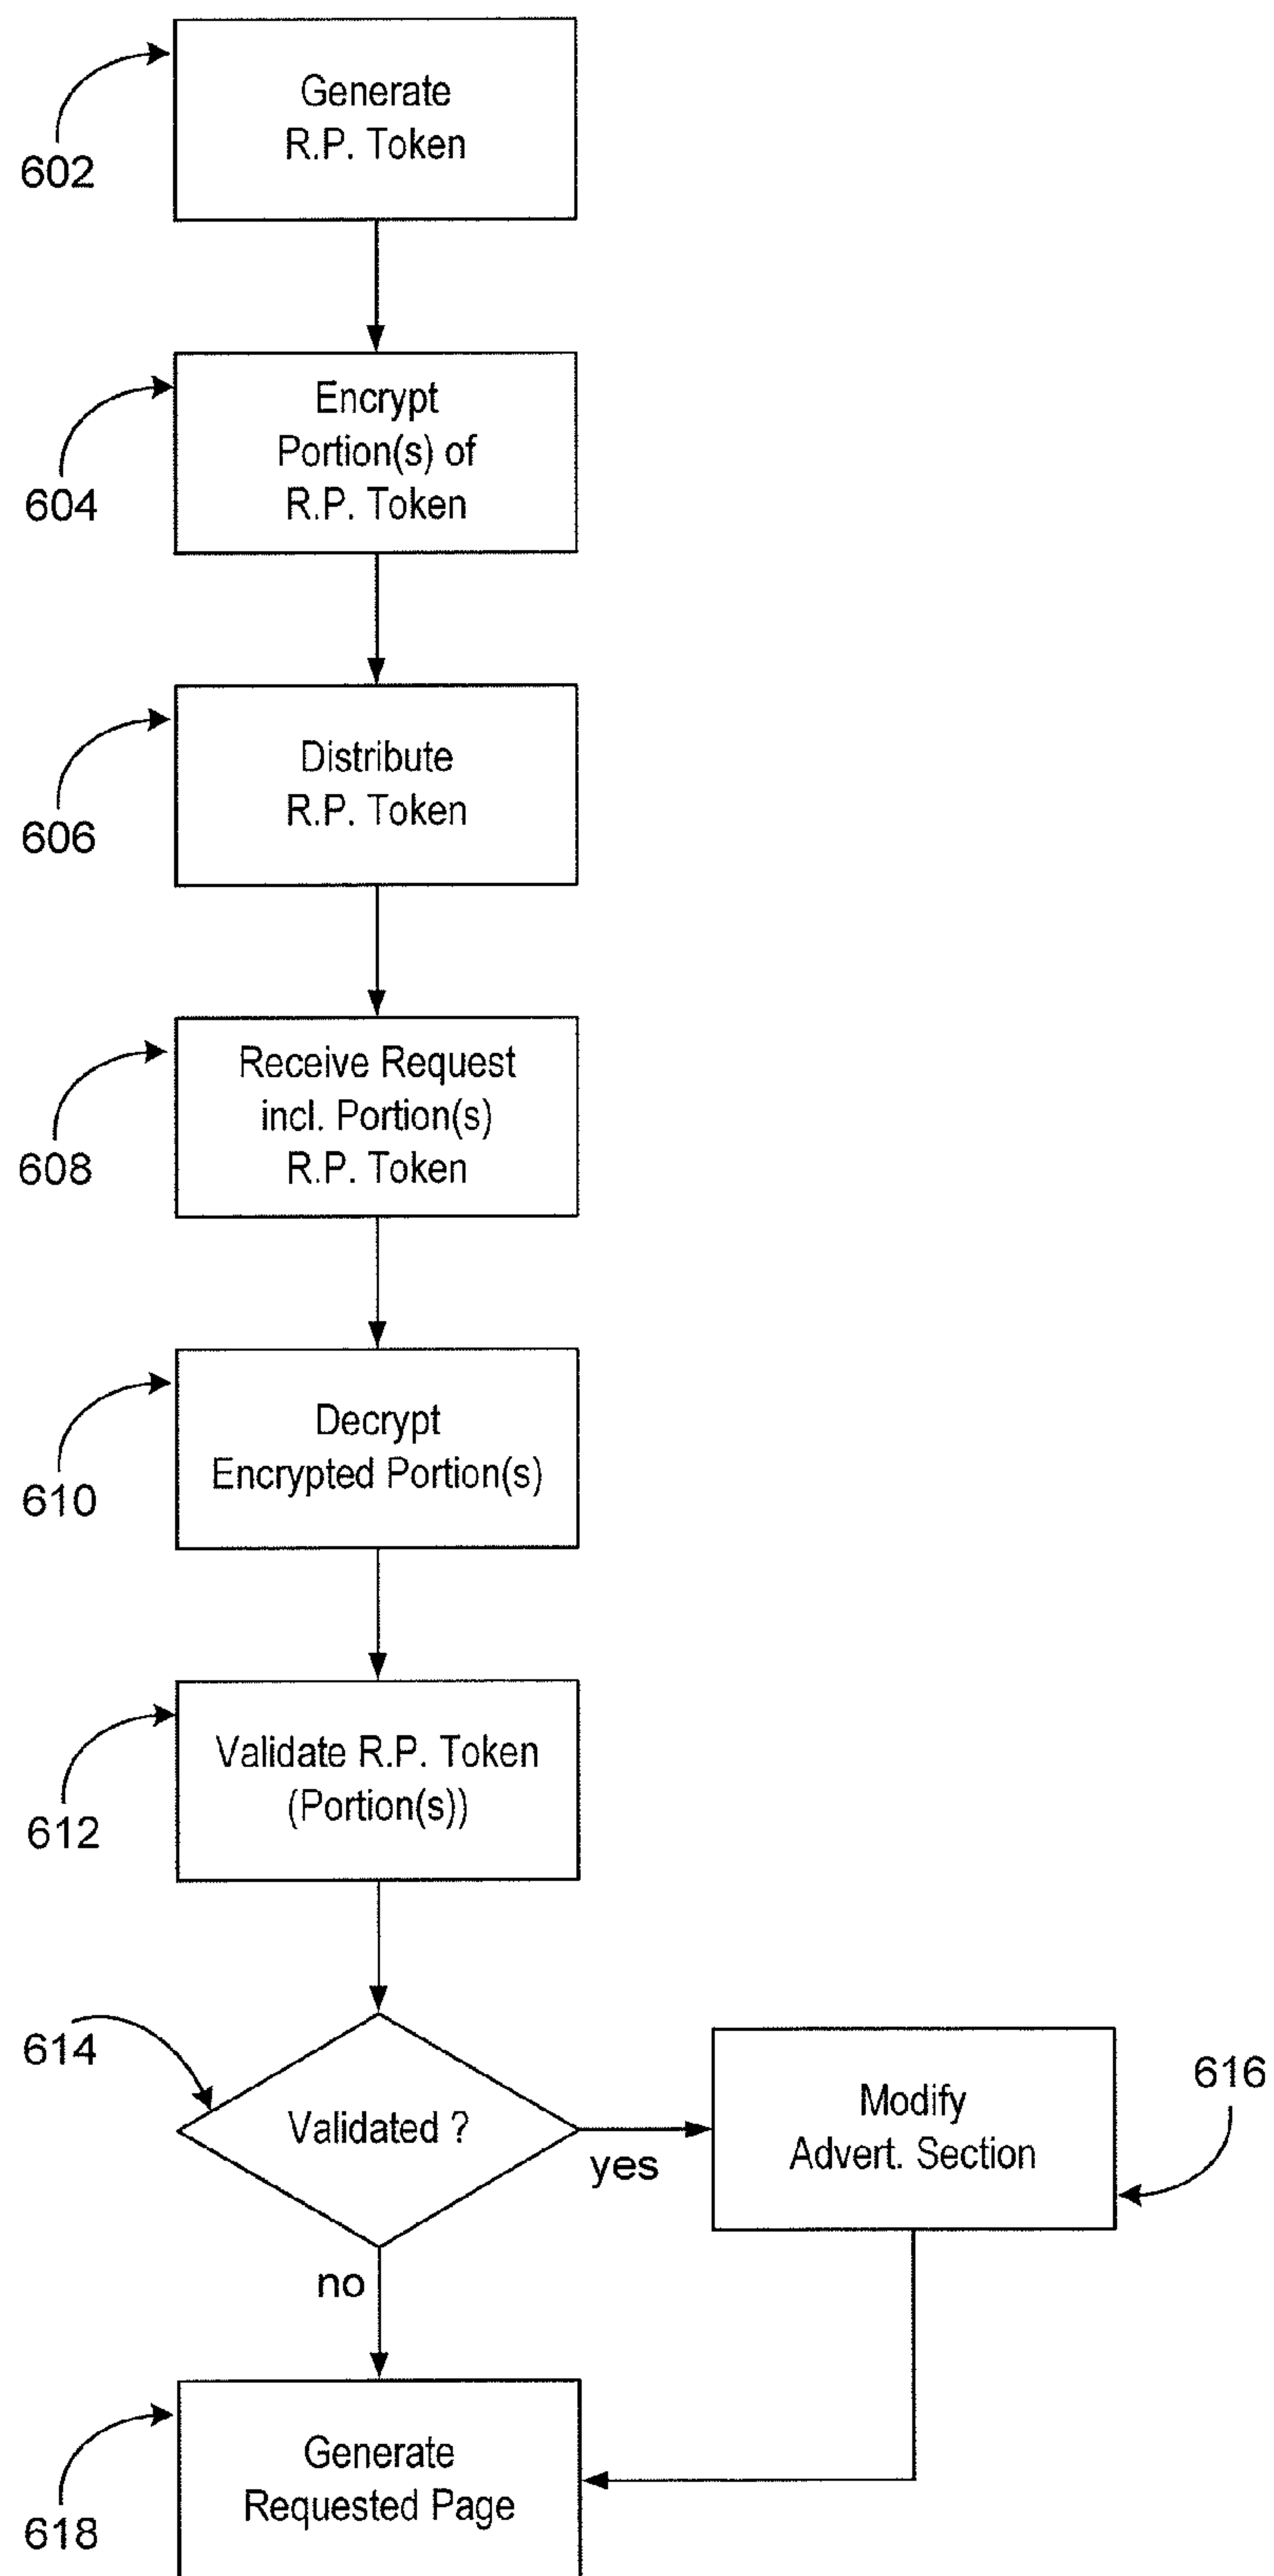 Generate
R.P. Token
602
Encrypt
Portion(s) of
R.P. Token
604
Distribute
R.P. Token
606
Receive Request
incl. Portion(s)
R.P. Token
608
Decrypt
Encrypted Portion(s)
610
Validate R.P. Token
(Portion(s))
612
614
Validated ?
yes
Modify
Advert. Section
616
no
Generate
Requested Page
618